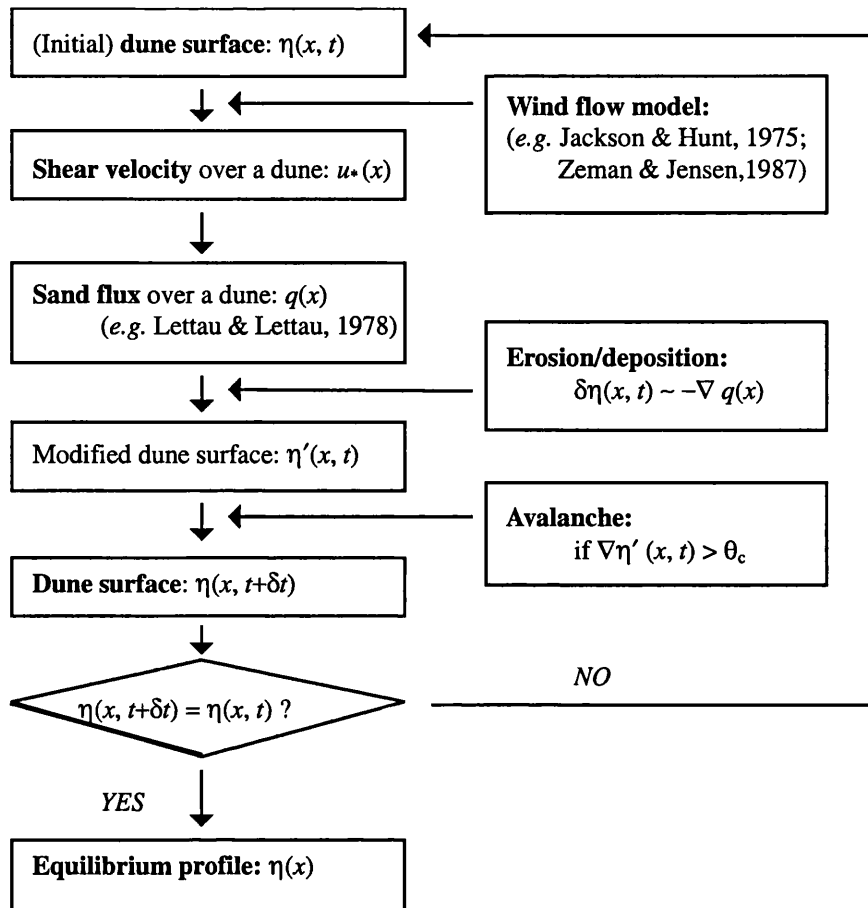 (Initial) dune surface: η(x, t)
Wind flow model:
(e.g. Jackson & Hunt, 1975;
Zeman & Jensen,1987)
Shear velocity over a dune: u*(x)
Sand flux over a dune: q(x)
(e.g. Lettau & Lettau, 1978)
Erosion/deposition:
δη(x, t) ~ −∇ q(x)
Modified dune surface: η′(x, t)
Avalanche:
if ∇η′ (x, t) > θc
Dune surface: η(x, t+δt)
η(x, t+δt) = η(x, t) ?
NO
YES
Equilibrium profile: η(x)